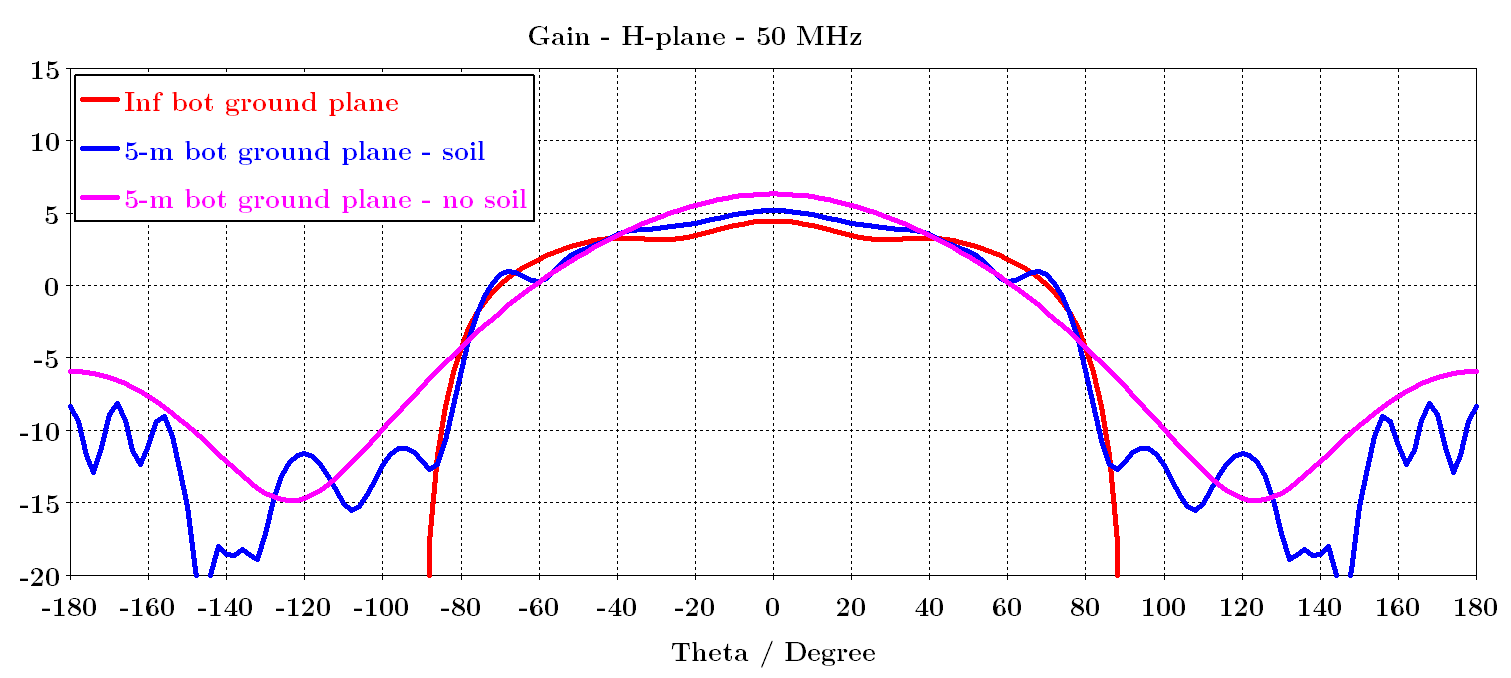 Gain - H-plane - 50 MHz
15
10
5
0
-5
-10
-15
-20
Inf bot ground plane
5-m bot ground plane - soil
5-m bot ground plane - no soil
-180 -160 -140 -120 -100 -80 -60 -40 -20 0 20 40 60 80 100 120 140 160 180
Theta / Degree